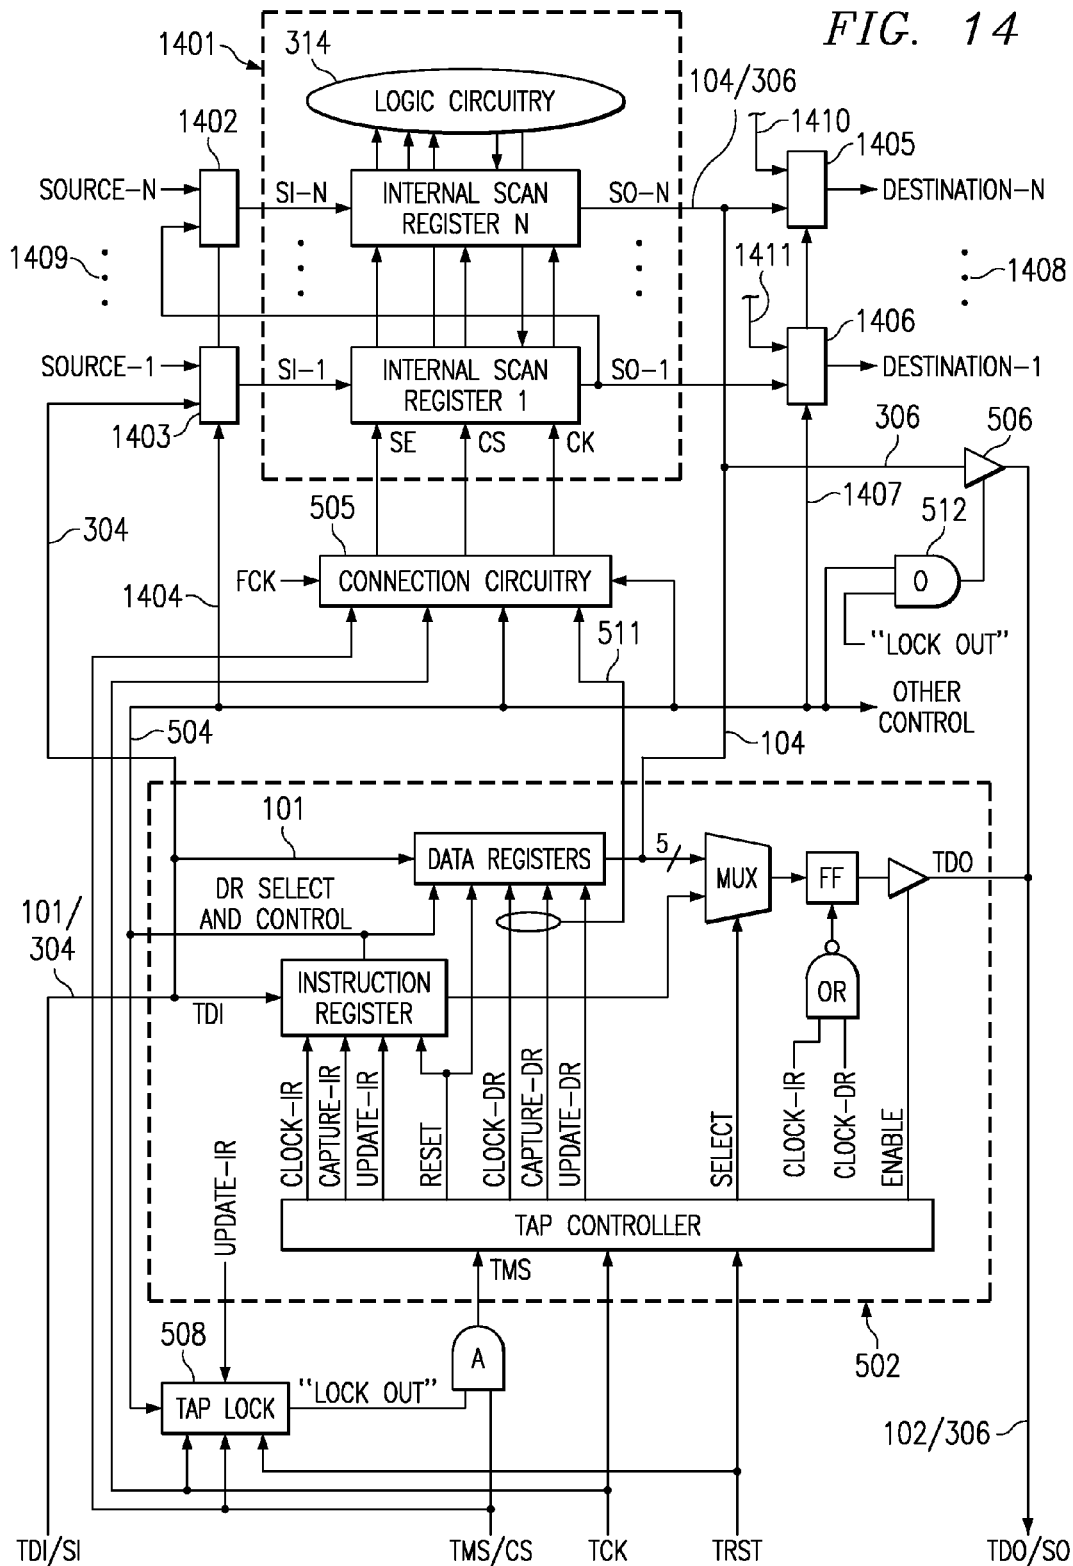 FIG. 14
1401
314
LOGIC CIRCUITRY
104/306
1410
1405
1402
SOURCE-N
SI-N
INTERNAL SCAN
REGISTER N
SO-N
DESTINATION-N
1409
1411
1408
1406
SOURCE-1
SI-1
INTERNAL SCAN
REGISTER 1
SO-1
DESTINATION-1
1403
SE
CS
CK
306
506
304
505
1407
512
FCK
CONNECTION CIRCUITRY
O
1404
511
"LOCK OUT"
504
OTHER
CONTROL
104
101
DATA REGISTERS
5
MUX
FF
TDO
DR SELECT
AND CONTROL
101/
304
TDI
INSTRUCTION
REGISTER
OR
CLOCK-IR
CAPTURE-IR
UPDATE-IR
RESET
CLOCK-DR
CAPTURE-DR
UPDATE-DR
SELECT
CLOCK-IR
CLOCK-DR
ENABLE
UPDATE-IR
TAP CONTROLLER
TMS
508
502
A
TAP LOCK
"LOCK OUT"
102/306
TDI/SI
TMS/CS
TCK
TRST
TDO/SO